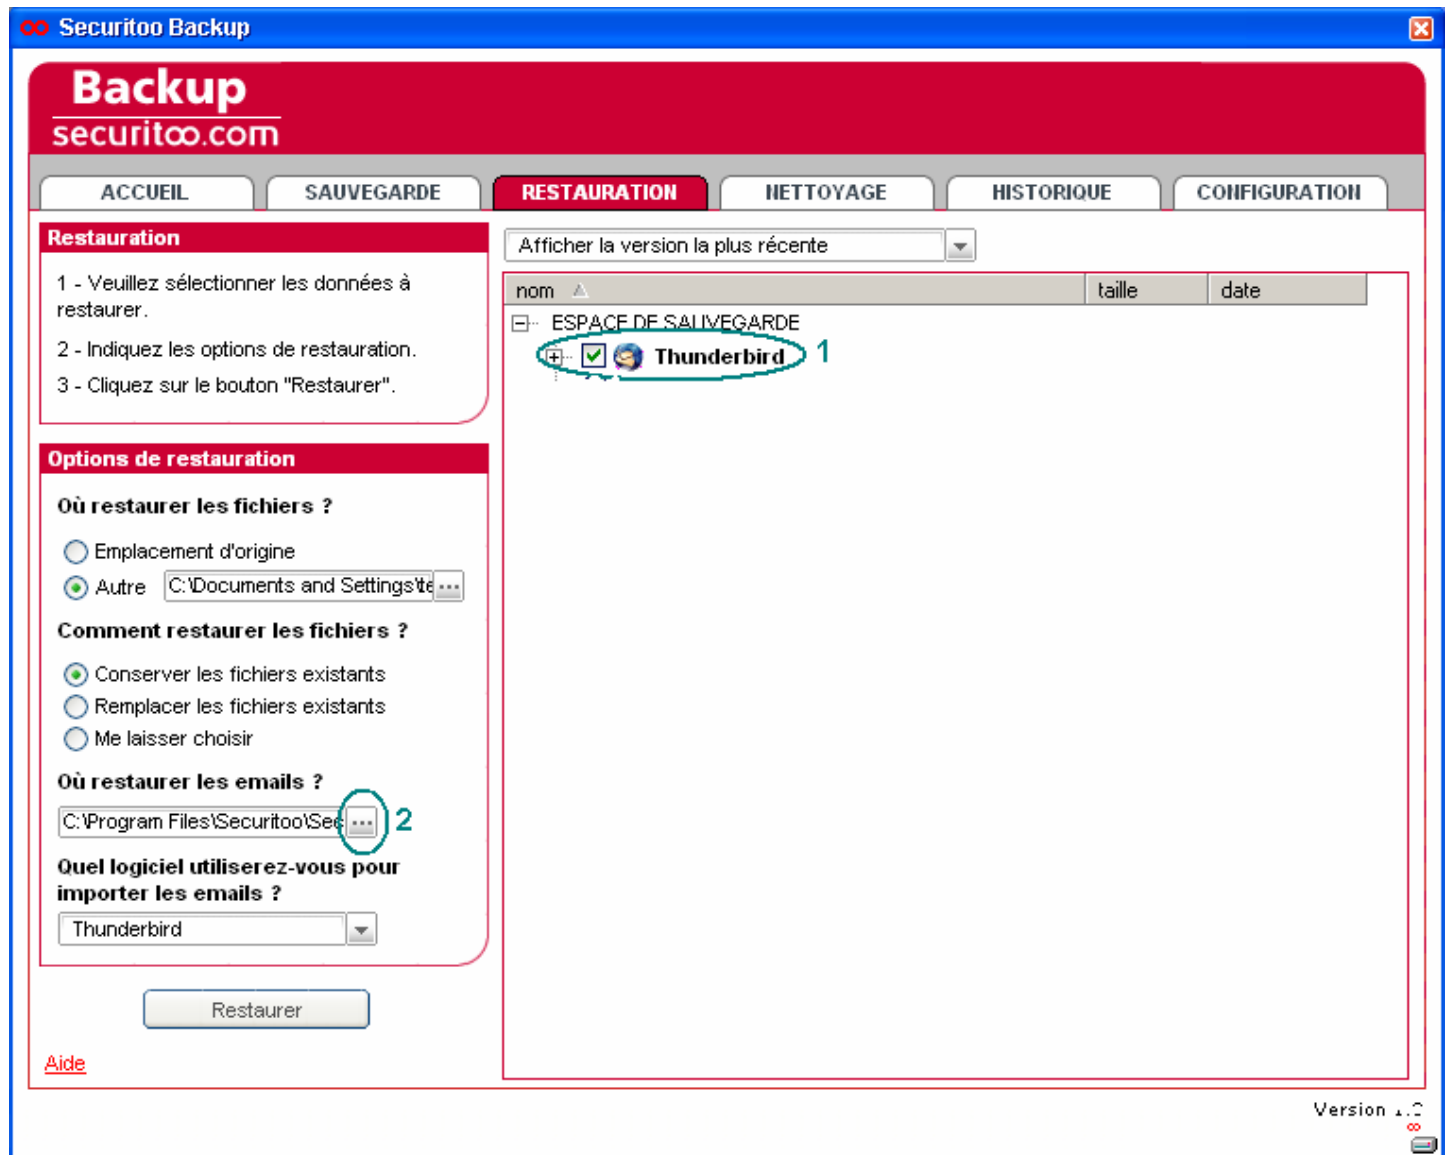 Securitoo Backup
Backup
securitoo.com
ACCUEIL
SAUVEGARDE
RESTAURATION
NETTOYAGE
HISTORIQUE
CONFIGURATION
Restauration
1 - Veuillez sélectionner les données à
restaurer.
2 - Indiquez les options de restauration.
3 - Cliquez sur le bouton "Restaurer".
Options de restauration
Où restaurer les fichiers ?
Emplacement d'origine
Autre C:\Documents and Settings\te ...
Comment restaurer les fichiers ?
Conserver les fichiers existants
Remplacer les fichiers existants
Me laisser choisir
Où restaurer les emails ?
C:\Program Files\Securitoo\Sec ... 2
Quel logiciel utiliserez-vous pour
importer les emails ?
Thunderbird
Restaurer
Aide
Afficher la version la plus récente
nom taille date
ESPACE DE SAUVEGARDE
Thunderbird 1
Version